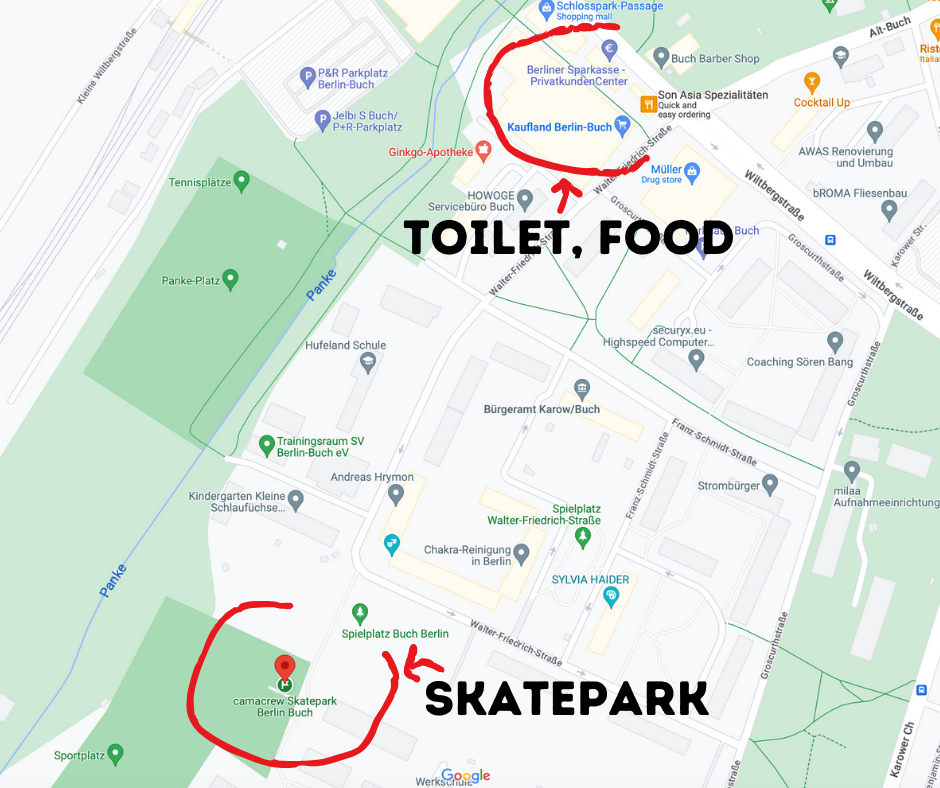 Schlosspark-Passage
Shopping mall
Alt-Buch
Kleine Wiltbergstraße
P&R Parkplatz
Berlin-Buch
Berliner Sparkasse -
PrivatkundenCenter
Buch Barber Shop
Risto
Italian
Son Asia Spezialitäten
Quick and
easy ordering
Cocktail Up
Jelbi S Buch/
P+R-Parkplatz
Kaufland Berlin-Buch
Ginkgo-Apotheke
Walter-Friedrich-Straße
AWAS Renovierung
und Umbau
Tennisplätze
Müller
Drug store
HOWOGE
Servicebüro Buch
Wiltbergstraße
bROMA Fliesenbau
TOILET, FOOD
Buch
Groscurthstraße
Karower Str.
Walter-Friedrich-
Panke-Platz
Panke
Wiltbergstraße
securyx.eu -
Highspeed Computer...
Hufeland Schule
Coaching Sören Bang
Groscurthstraße
Bürgeramt Karow/Buch
Trainingsraum SV
Berlin-Buch eV
Franz-Schmidt-Straße
Andreas Hrymon
Strombürger
Kindergarten Kleine
Schlaufüchse...
Franz-Schmidt-Straße
milaa
Aufnahmeeinrichtung
Spielplatz
Walter-Friedrich-Straße
Chakra-Reinigung
in Berlin
Panke
SYLVIA HAIDER
Spielplatz Buch Berlin
Walter-Friedrich-Straße
Groscurthstraße
camacrew Skatepark
Berlin Buch
SKATEPARK
Sportplatz
Karower Ch
Google
Werkschule